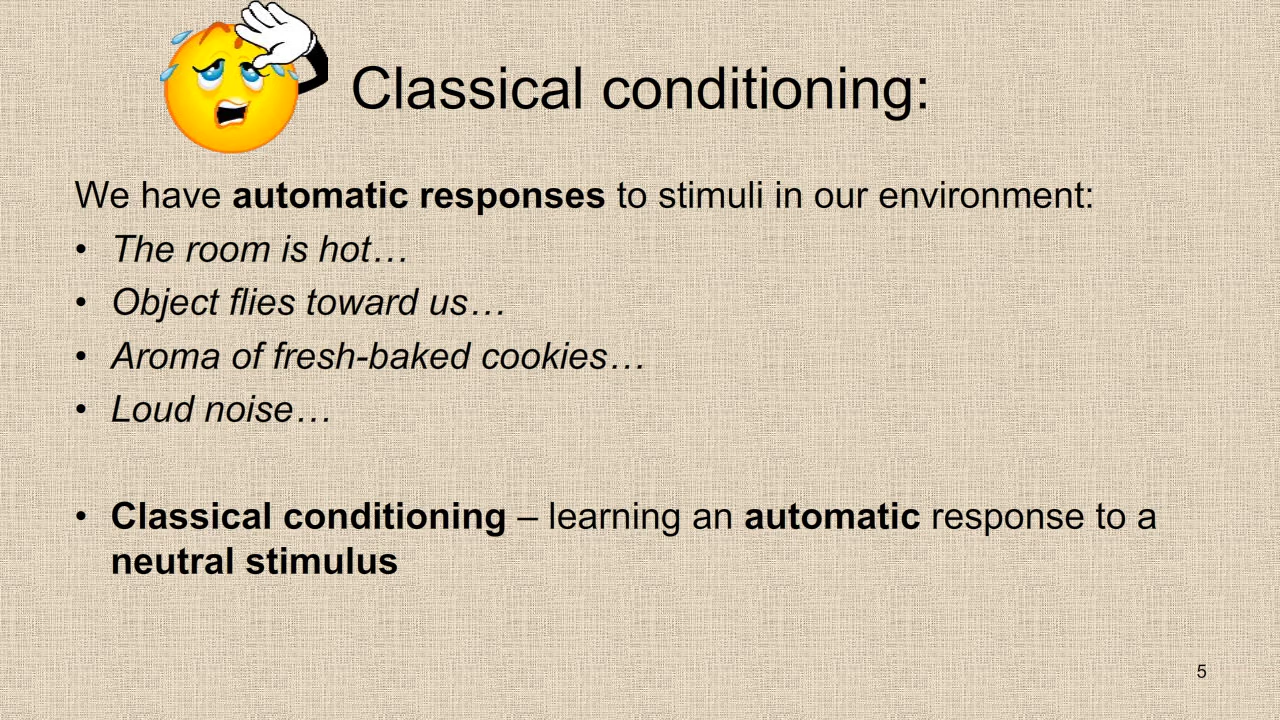 Classical conditioning:
We have automatic responses to stimuli in our environment:
• The room is hot…
• Object flies toward us…
• Aroma of fresh-baked cookies…
• Loud noise…
• Classical conditioning – learning an automatic response to a
neutral stimulus
5